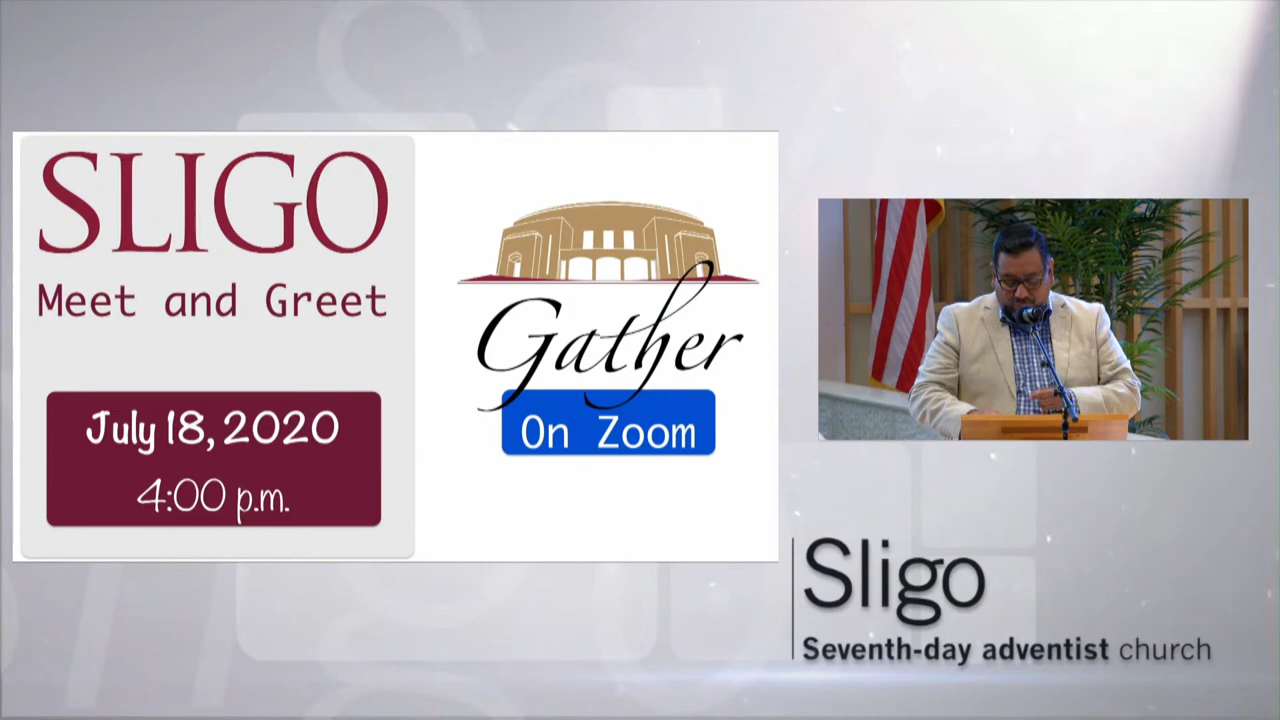 SLIGO
Meet and Greet
July 18, 2020
4:00 p.m.
Gather
On Zoom
Sligo
Seventh-day adventist church